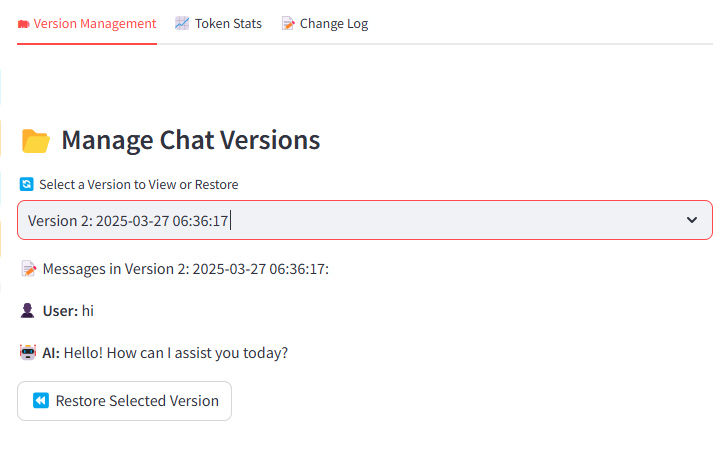 Version Management
Token Stats
Change Log
Manage Chat Versions
Select a Version to View or Restore
Version 2: 2025-03-27 06:36:17
Messages in Version 2: 2025-03-27 06:36:17:
User: hi
AI: Hello! How can I assist you today?
Restore Selected Version